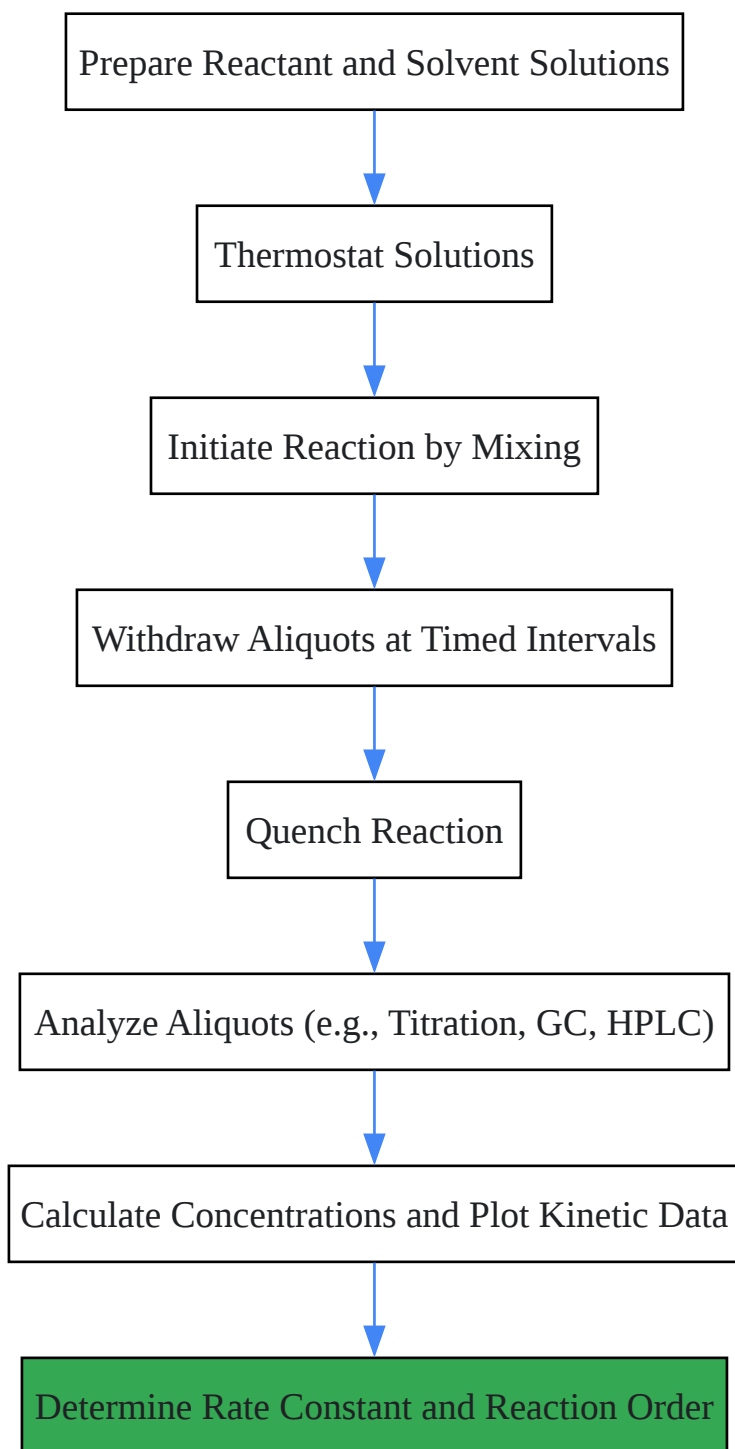 Prepare Reactant and Solvent Solutions
Thermostat Solutions
Initiate Reaction by Mixing
Withdraw Aliquots at Timed Intervals
Quench Reaction
Analyze Aliquots (e.g., Titration, GC, HPLC)
Calculate Concentrations and Plot Kinetic Data
Determine Rate Constant and Reaction Order